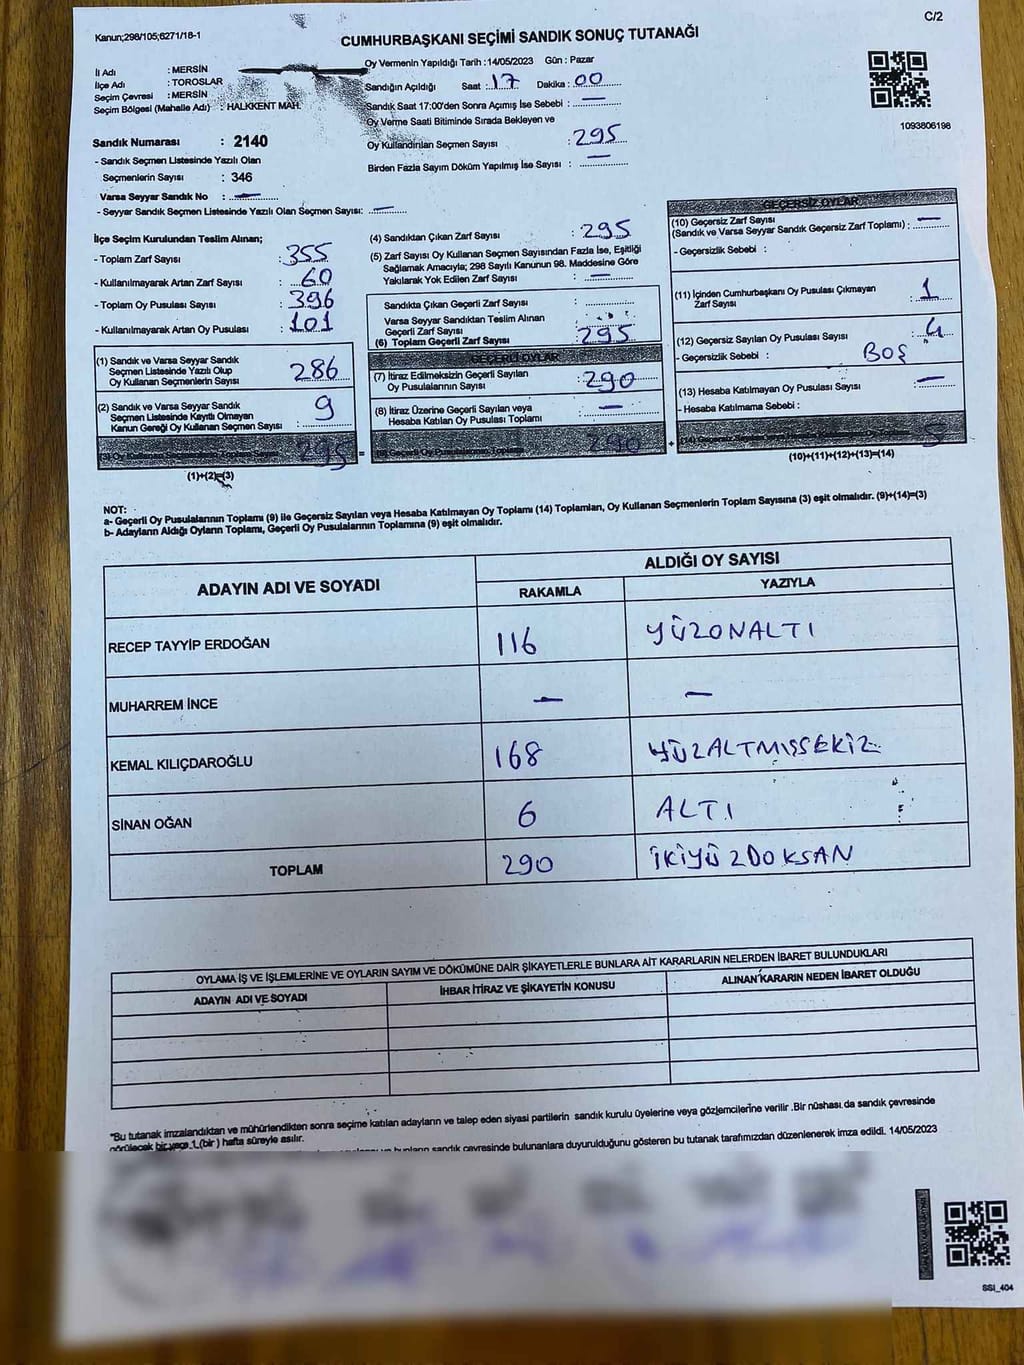 C/2
Kanun;298/105;6271/18-1
CUMHURBAŞKANI SEÇİMİ SANDIK SONUÇ TUTANAĞI
İl Adı : MERSİN
İlçe Adı : TOROSLAR
Seçim Çevresi : MERSİN
Seçim Bölgesi (Mahalle Adı) : HALKKENT MAH.
Oy Vermenin Yapıldığı Tarih : 14/05/2023 Gün : Pazar
Sandığın Açıldığı Saat : 17 Dakika : 00
Sandık Saat 17:00'den Sonra Açılmış İse Sebebi : —
Oy Verme Saati Bitiminde Sırada Bekleyen ve
Oy Kullandırılan Seçmen Sayısı : 295
Birden Fazla Sayım Döküm Yapılmış İse Sayısı : —
1093806198
Sandık Numarası : 2140
- Sandık Seçmen Listesinde Yazılı Olan
Seçmenlerin Sayısı : 346
Varsa Seyyar Sandık No : —
- Seyyar Sandık Seçmen Listesinde Yazılı Olan Seçmen Sayısı: —
İlçe Seçim Kurulundan Teslim Alınan;
- Toplam Zarf Sayısı : 355
- Kullanılmayarak Artan Zarf Sayısı : 60
- Toplam Oy Pusulası Sayısı : 396
- Kullanılmayarak Artan Oy Pusulası : 101
(1) Sandık ve Varsa Seyyar Sandık
Seçmen Listesinde Yazılı Olup
Oy Kullanan Seçmenlerin Sayısı : 286
(2) Sandık ve Varsa Seyyar Sandık
Seçmen Listesinde Kayıtlı Olmayan
Kanun Gereği Oy Kullanan Seçmen Sayısı : 9
(3) Oy Kullanan Seçmenlerin Toplam Sayısı 295
(1)+(2)=(3)
(4) Sandıktan Çıkan Zarf Sayısı : 295
(5) Zarf Sayısı Oy Kullanan Seçmen Sayısından Fazla İse, Eşitliği
Sağlamak Amacıyla; 298 Sayılı Kanunun 98. Maddesine Göre
Yakılarak Yok Edilen Zarf Sayısı : —
Sandıkta Çıkan Geçerli Zarf Sayısı :
Varsa Seyyar Sandıktan Teslim Alınan
Geçerli Zarf Sayısı :
(6) Toplam Geçerli Zarf Sayısı : 295
GEÇERLİ OYLAR
(7) İtiraz Edilmeksizin Geçerli Sayılan
Oy Pusulalarının Sayısı : 290
(8) İtiraz Üzerine Geçerli Sayılan veya
Hesaba Katılan Oy Pusulası Toplamı : —
(9) Geçerli Oy Pusulalarının Toplamı 290
=
+
GEÇERSİZ OYLAR
(10) Geçersiz Zarf Sayısı
(Sandık ve Varsa Seyyar Sandık Geçersiz Zarf Toplamı) : —
- Geçersizlik Sebebi :
(11) İçinden Cumhurbaşkanı Oy Pusulası Çıkmayan
Zarf Sayısı : 1
(12) Geçersiz Sayılan Oy Pusulası Sayısı : 4
- Geçersizlik Sebebi : BOŞ
(13) Hesaba Katılmayan Oy Pusulası Sayısı : —
- Hesaba Katılmama Sebebi :
5
(10)+(11)+(12)+(13)=(14)
NOT:
a- Geçerli Oy Pusulalarının Toplamı (9) ile Geçersiz Sayılan veya Hesaba Katılmayan Oy Toplamı (14) Toplamları, Oy Kullanan Seçmenlerin Toplam Sayısına (3) eşit olmalıdır. (9)+(14)=(3)
b- Adayların Aldığı Oyların Toplamı, Geçerli Oy Pusulalarının Toplamına (9) eşit olmalıdır.
ADAYIN ADI VE SOYADI
ALDIĞI OY SAYISI
RAKAMLA YAZIYLA
RECEP TAYYİP ERDOĞAN 116 YÜZONALTI
MUHARREM İNCE — —
KEMAL KILIÇDAROĞLU 168 YÜZALTMIŞSEKİZ
SİNAN OĞAN 6 ALTI
TOPLAM 290 İKİYÜZDOKSAN
OYLAMA İŞ VE İŞLEMLERİNE VE OYLARIN SAYIM VE DÖKÜMÜNE DAİR ŞİKAYETLERLE BUNLARA AİT KARARLARIN NELERDEN İBARET BULUNDUKLARI
ADAYIN ADI VE SOYADI İHBAR İTİRAZ VE ŞİKAYETİN KONUSU ALINAN KARARIN NEDEN İBARET OLDUĞU
*Bu tutanak imzalandıktan ve mühürlendikten sonra seçime katılan adayların ve talep eden siyasi partilerin sandık kurulu üyelerine veya gözlemcilerine verilir .Bir nüshası da sandık çevresinde
görülecek bir yere 1 (bir ) hafta süreyle asılır.
ve bunların sandık çevresinde bulunanlara duyurulduğunu gösteren bu tutanak tarafımızdan düzenlenerek imza edildi. 14/05/2023
SSI_404